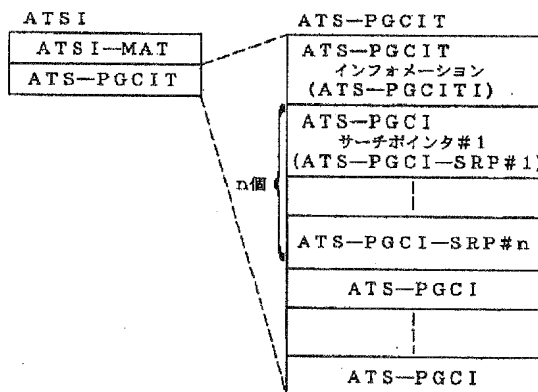 ATSI
ATSI−MAT
ATS−PGCIT
ATS−PGCIT
ATS−PGCIT
インフォメーション
(ATS−PGCITI)
ATS−PGCI
サーチポインタ#1
(ATS−PGCI−SRP#1)
n個
ATS−PGCI−SRP#n
ATS−PGCI
ATS−PGCI